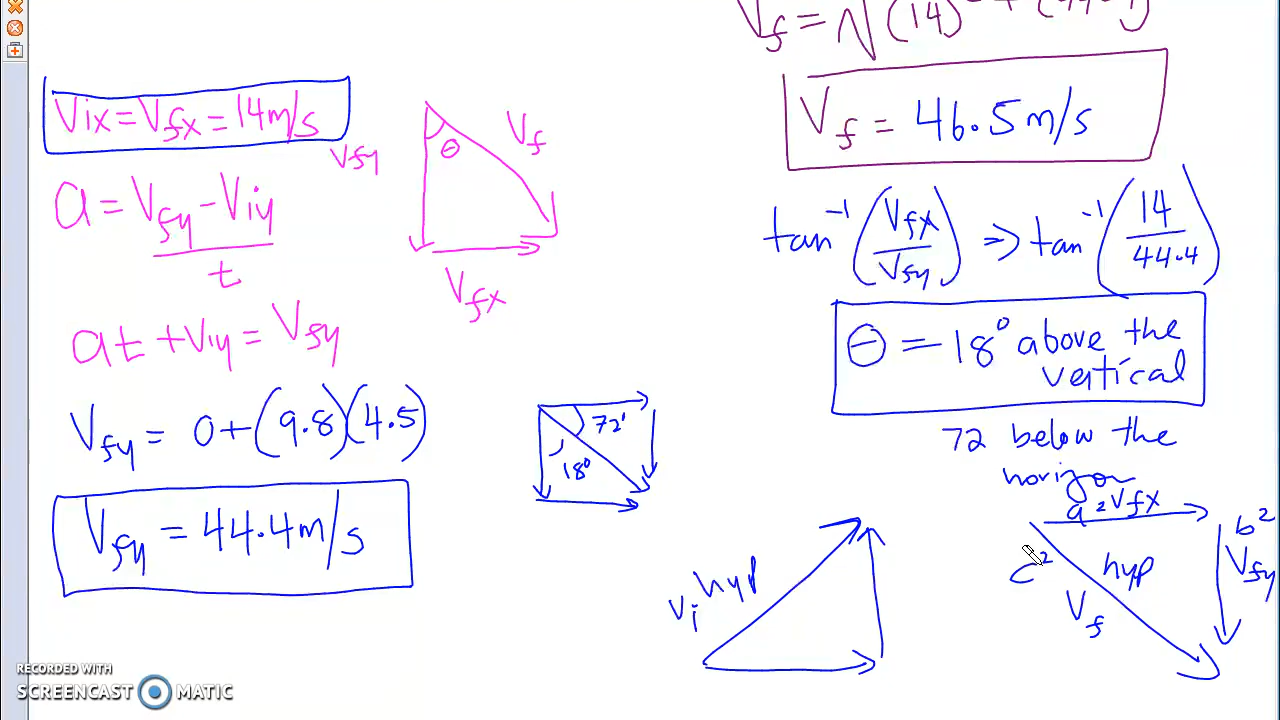 Vix = Vfx = 14m/s
a = Vfy - Viy
t
at + Viy = Vfy
Vfy = 0 + (9.8)(4.5)
Vfy = 44.4 m/s
Vfy
θ
Vf
Vfx
72°
18°
Vf = √(14)
Vf = 46.5 m/s
tan⁻¹ (Vfx / Vfy) => tan⁻¹ (14 / 44.4)
θ = 18° above the
vertical
72 below the
horizon
a² Vfx
b²
Vfy
c²
hyp
Vf
Vi hyp
RECORDED WITH
SCREENCAST MATIC